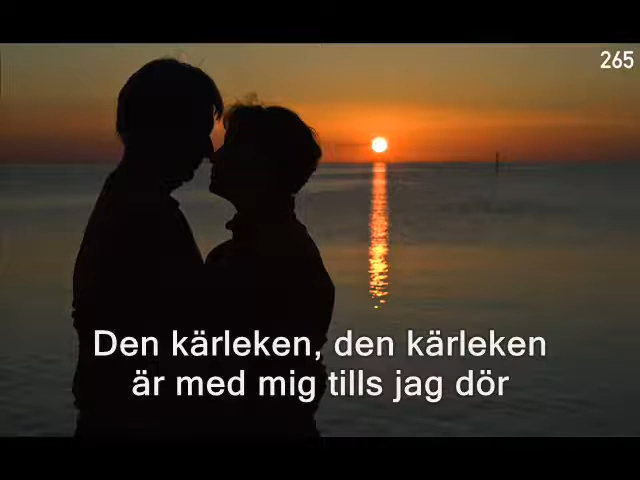 265
Den kärleken, den kärleken
är med mig tills jag dör